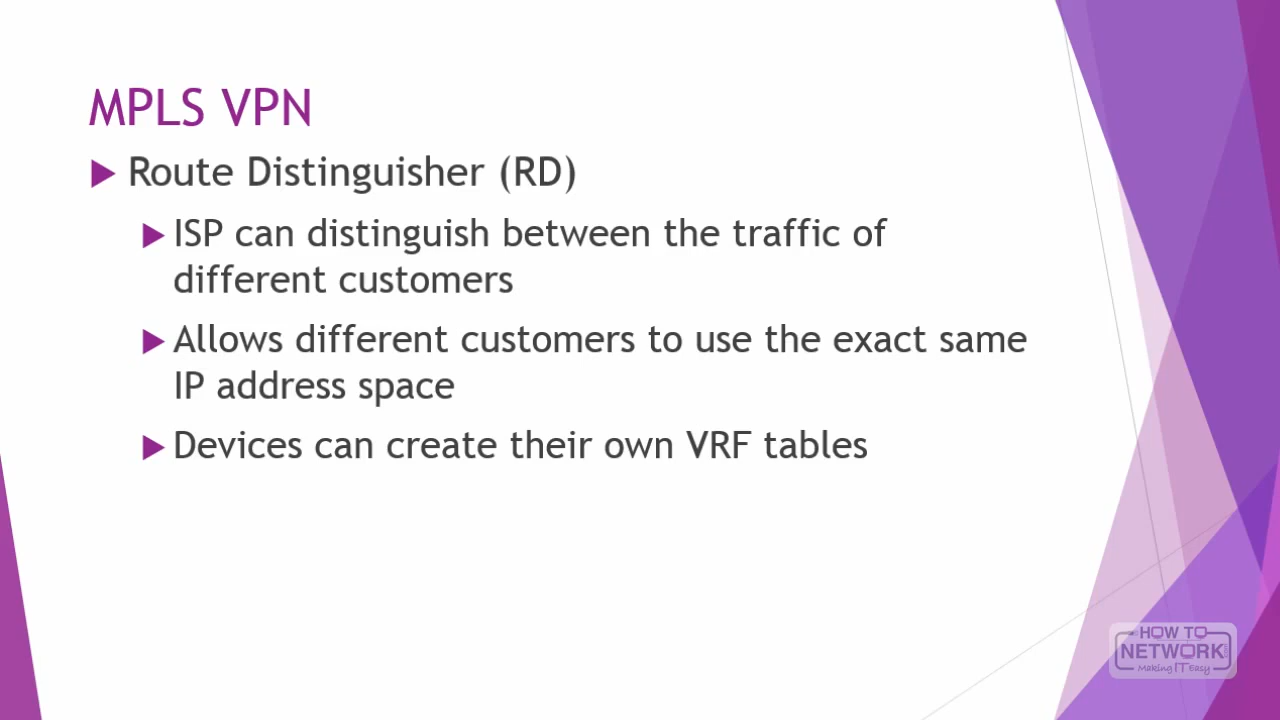 MPLS VPN
Route Distinguisher (RD)
ISP can distinguish between the traffic of
different customers
Allows different customers to use the exact same
IP address space
Devices can create their own VRF tables
HOW TO
NETWORK
Making IT Easy